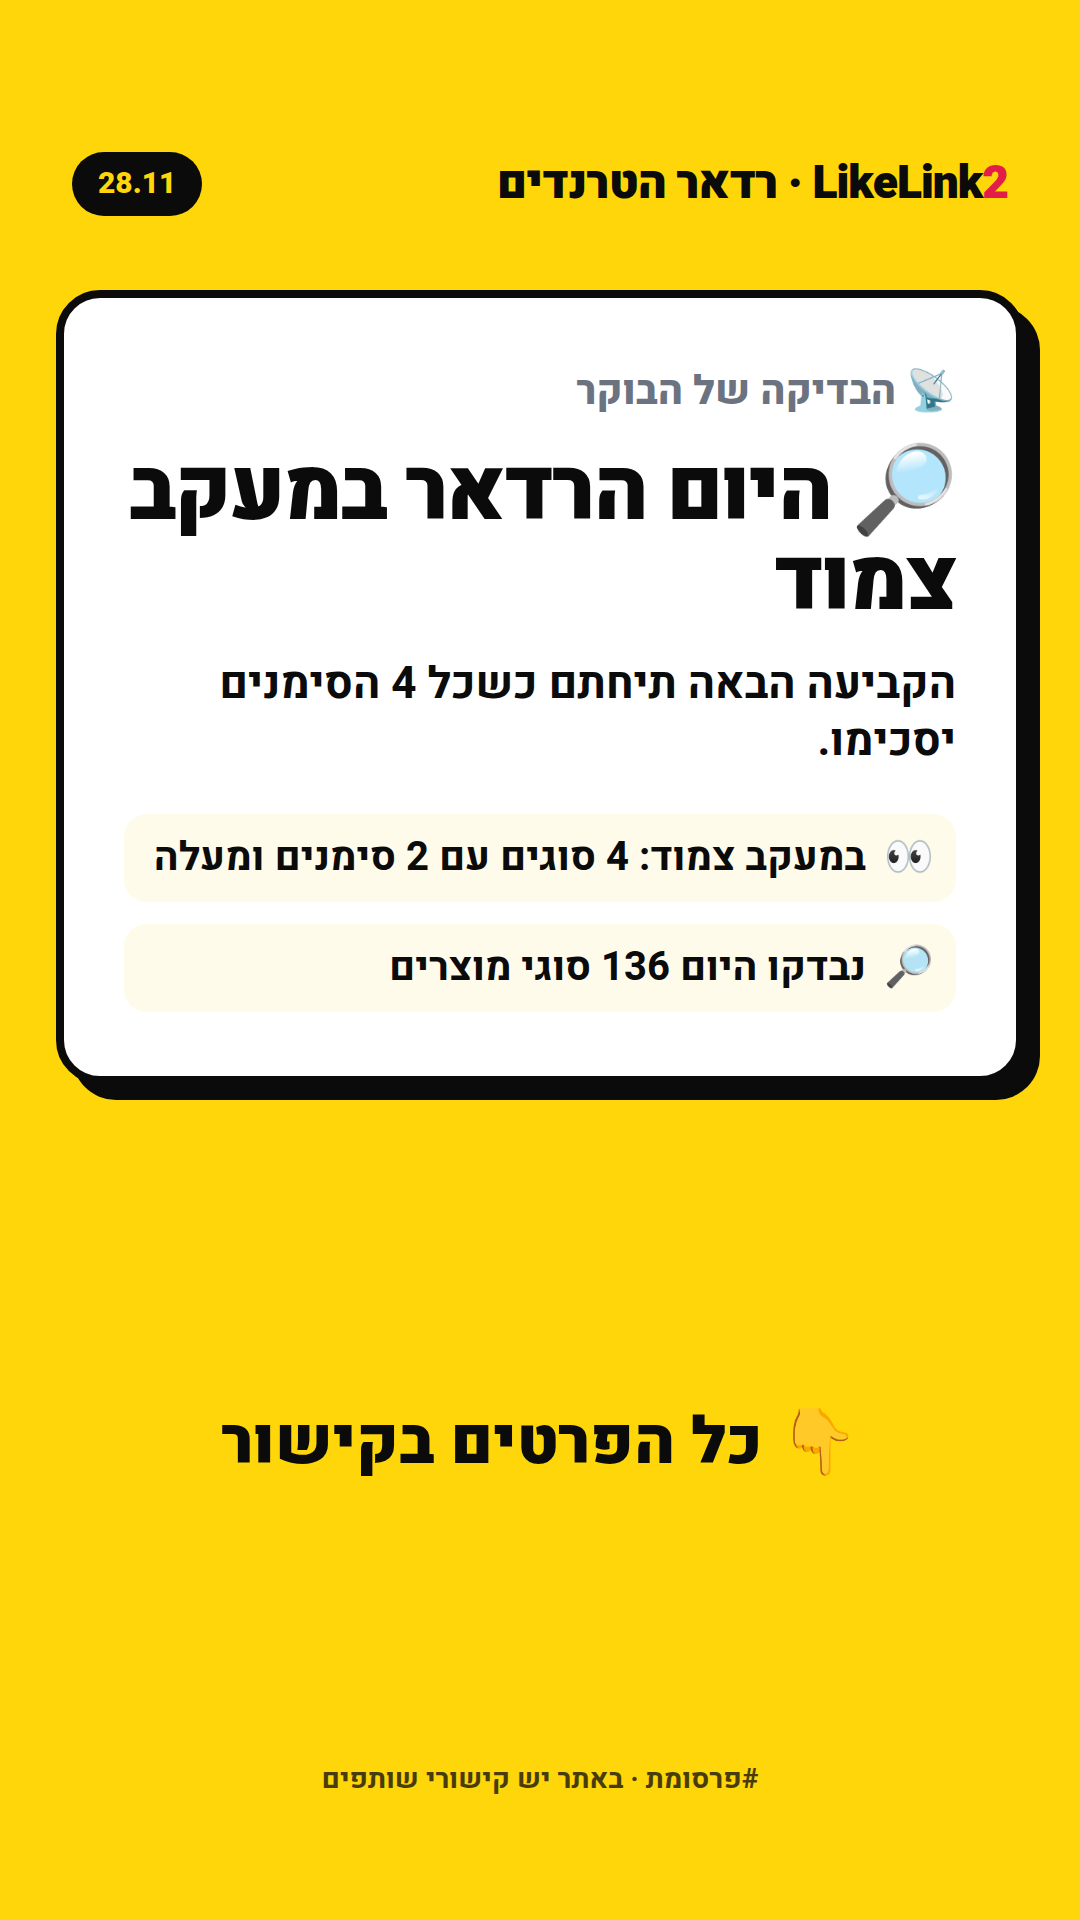 LikeLink2 · רדאר הטרנדים
28.11
📡 הבדיקה של הבוקר
🔎 היום הרדאר במעקב
צמוד
הקביעה הבאה תיחתם כשכל 4 הסימנים
יסכימו.
👀 במעקב צמוד: 4 סוגים עם 2 סימנים ומעלה
🔎 נבדקו היום 136 סוגי מוצרים
👇 כל הפרטים בקישור
#פרסומת · באתר יש קישורי שותפים